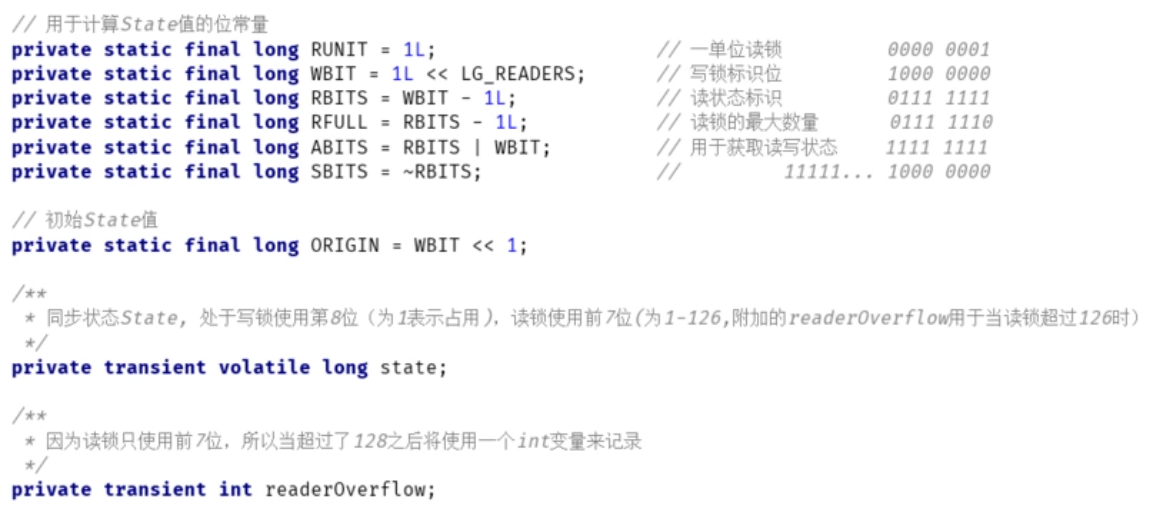 // 用于计算State值的位常量
private static final long RUNIT = 1L; // 一单位读锁 0000 0001
private static final long WBIT = 1L << LG_READERS; // 写锁标识位 1000 0000
private static final long RBITS = WBIT - 1L; // 读状态标识 0111 1111
private static final long RFULL = RBITS - 1L; // 读锁的最大数量 0111 1110
private static final long ABITS = RBITS | WBIT; // 用于获取读写状态 1111 1111
private static final long SBITS = ~RBITS; // 11111... 1000 0000
// 初始State值
private static final long ORIGIN = WBIT << 1;
/**
* 同步状态State, 处于写锁使用第8位（为1表示占用），读锁使用前7位(为1-126,附加的readerOverflow用于当读锁超过126时）
*/
private transient volatile long state;
/**
* 因为读锁只使用前7位，所以当超过了128之后将使用一个int变量来记录
*/
private transient int readerOverflow;